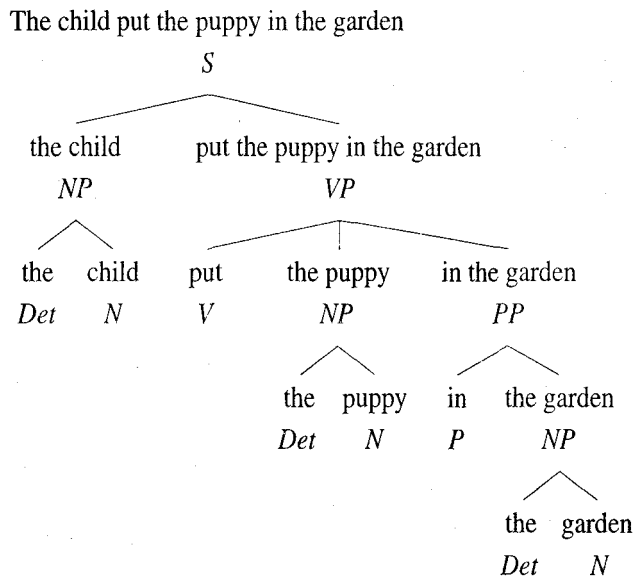 The child put the puppy in the garden
S
the child put the puppy in the garden
NP VP
the child put the puppy in the garden
Det N V NP PP
the puppy in the garden
Det N P NP
the garden
Det N